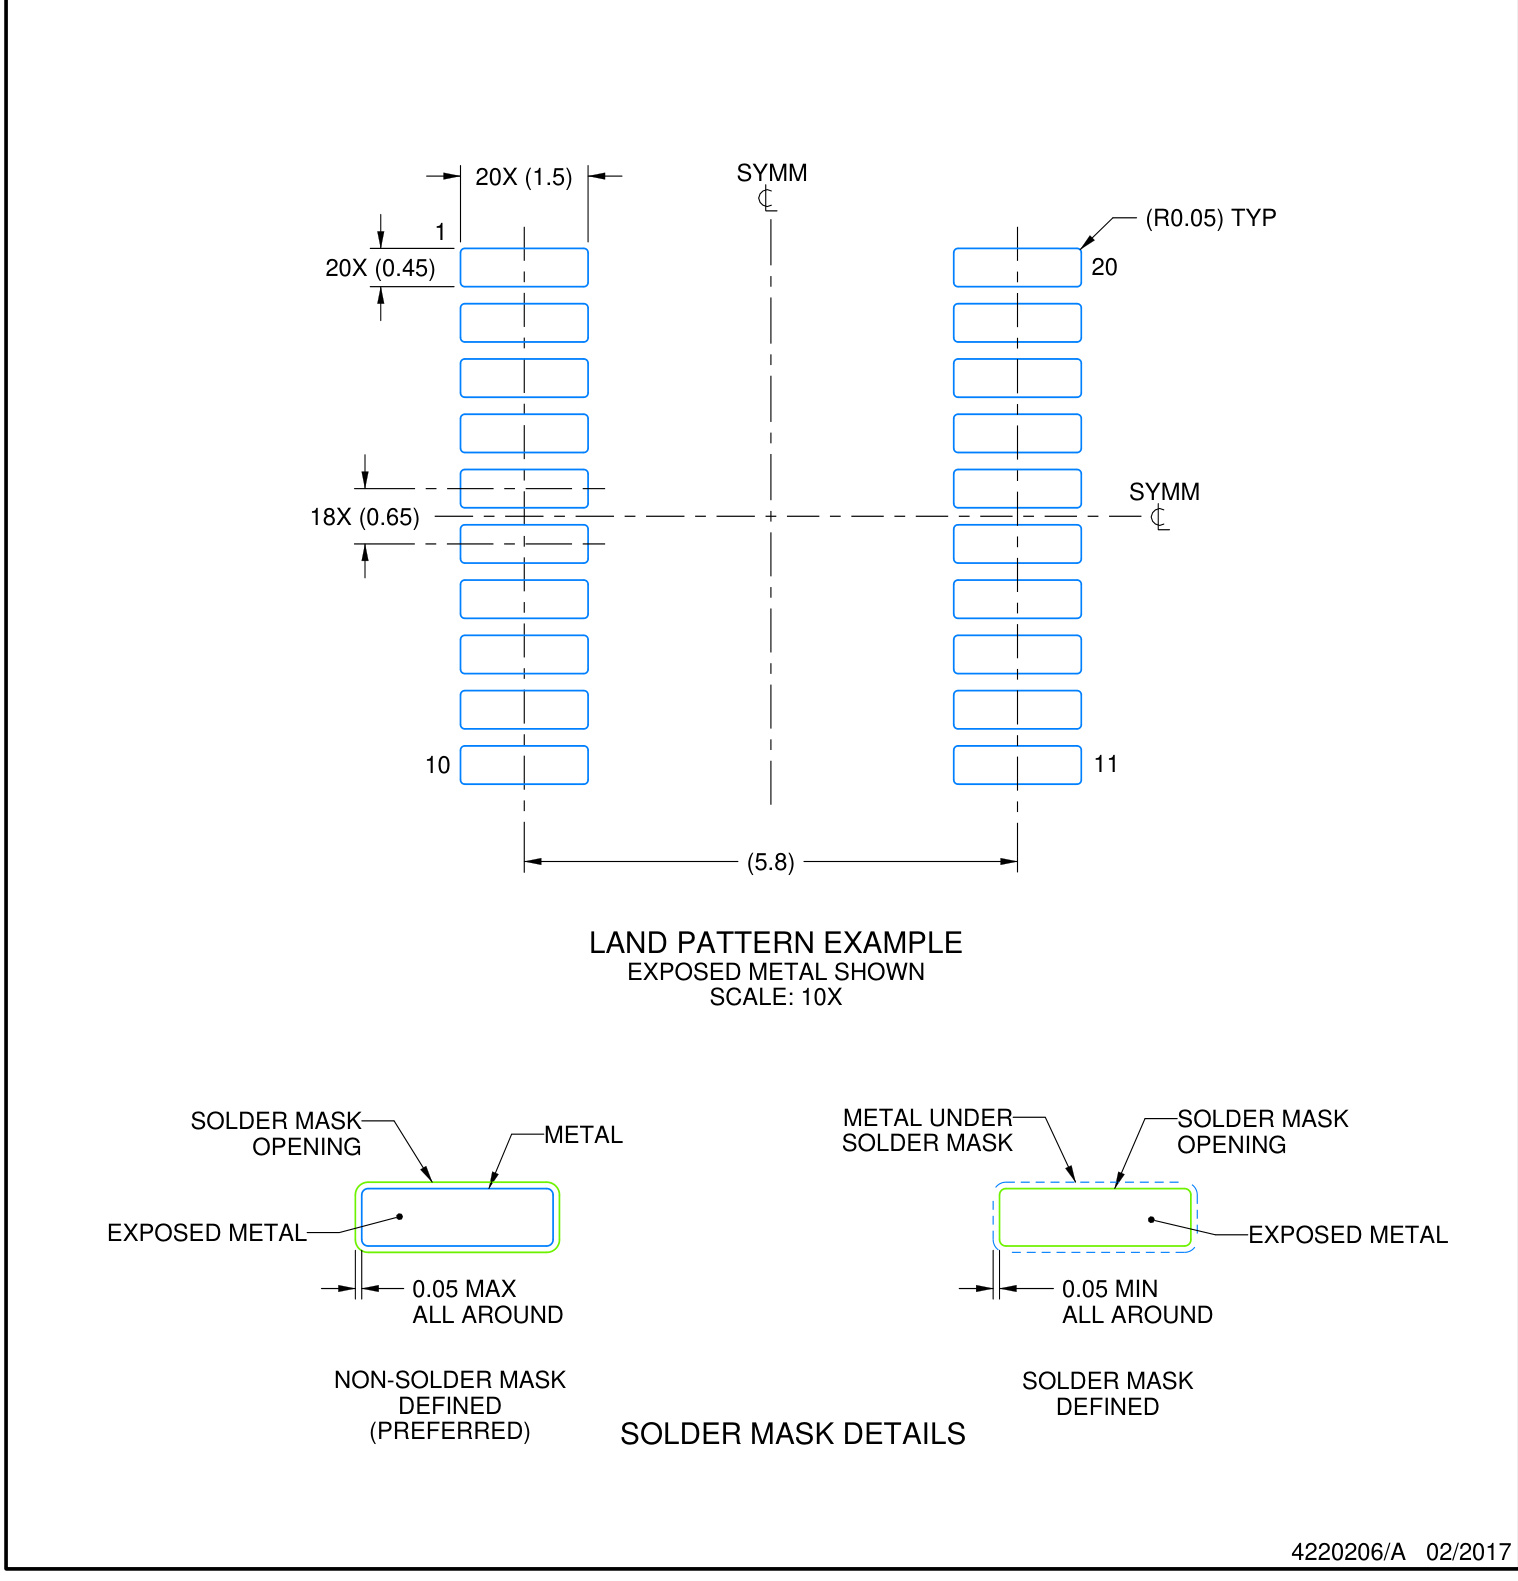 20X (1.5)
SYMM
(R0.05) TYP
1
20X (0.45)
20
SYMM
18X (0.65)
10
11
(5.8)
LAND PATTERN EXAMPLE
EXPOSED METAL SHOWN
SCALE: 10X
SOLDER MASK
OPENING
METAL
EXPOSED METAL
0.05 MAX
ALL AROUND
NON-SOLDER MASK
DEFINED
(PREFERRED)
METAL UNDER
SOLDER MASK
SOLDER MASK
OPENING
EXPOSED METAL
0.05 MIN
ALL AROUND
SOLDER MASK
DEFINED
SOLDER MASK DETAILS
4220206/A 02/2017